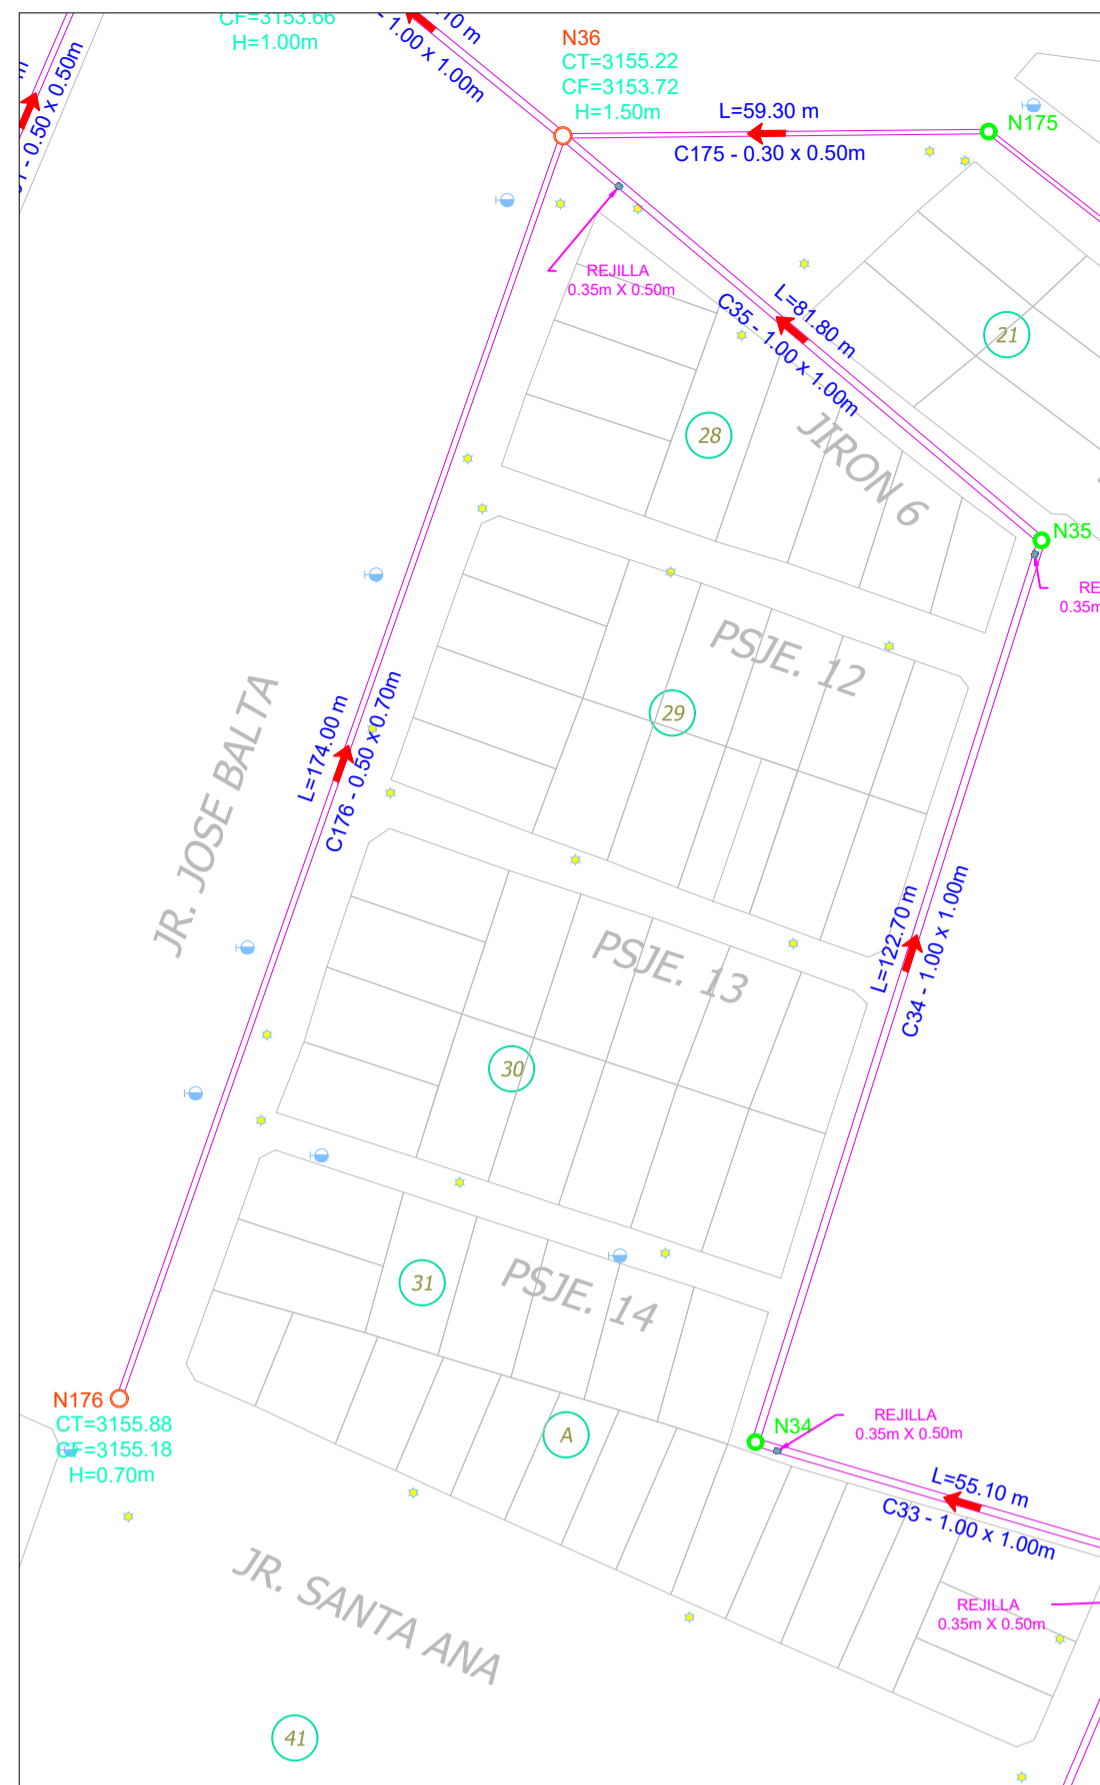 CF=3153.66
H=1.00m
10 m
- 1.00 x 1.00m
- 0.50 x 0.50m
N36
CT=3155.22
CF=3153.72
H=1.50m
L=59.30 m
C175 - 0.30 x 0.50m
N175
REJILLA
0.35m X 0.50m
L=81.80 m
C35 - 1.00 x 1.00m
21
28
JIRON 6
N35
RE
0.35m
PSJE. 12
29
JR. JOSE BALTA
L=174.00 m
C176 - 0.50 x 0.70m
L=122.70 m
C34 - 1.00 x 1.00m
PSJE. 13
30
31
PSJE. 14
N176
CT=3155.88
CF=3155.18
H=0.70m
A
N34
REJILLA
0.35m X 0.50m
L=55.10 m
C33 - 1.00 x 1.00m
REJILLA
0.35m X 0.50m
JR. SANTA ANA
41